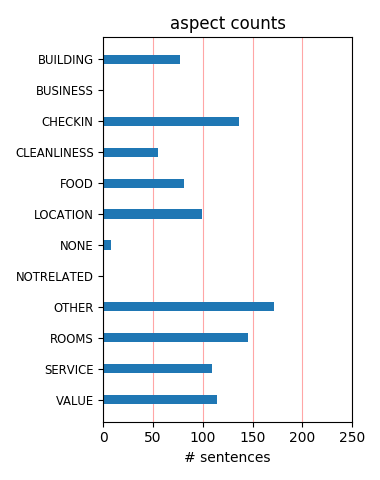 aspect counts
BUILDING
BUSINESS
CHECKIN
CLEANLINESS
FOOD
LOCATION
NONE
NOTRELATED
OTHER
ROOMS
SERVICE
VALUE
0 50 100 150 200 250
# sentences